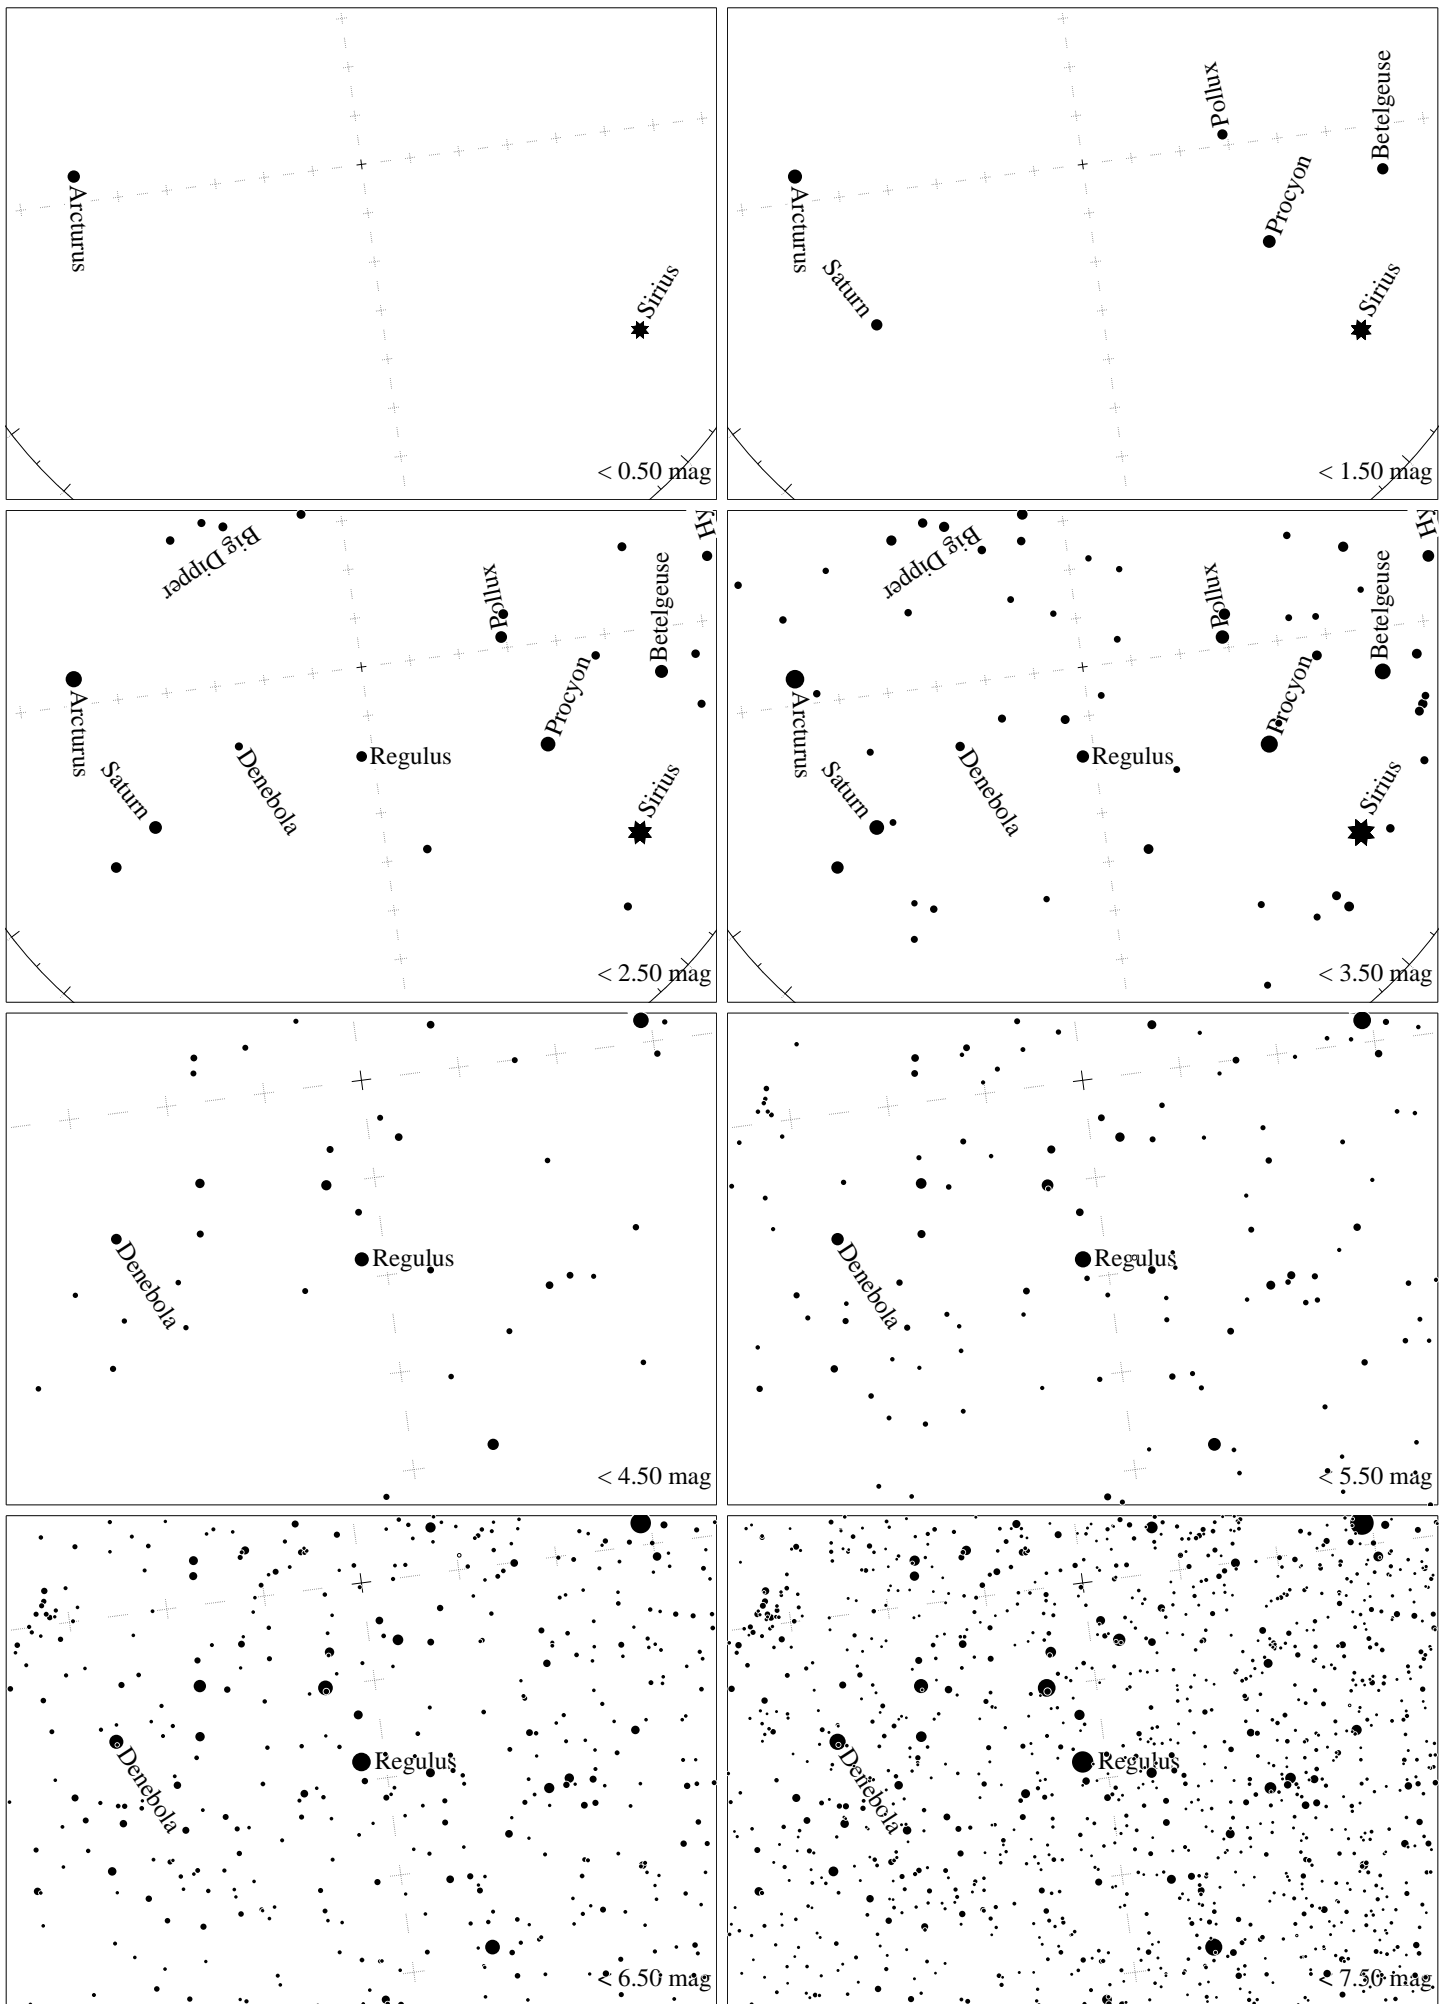 Arcturus
Sirius
< 0.50 mag
Pollux
Betelgeuse
Procyon
Arcturus
Saturn
Sirius
< 1.50 mag
Hy
Big Dipper
Pollux
Betelgeuse
Procyon
Arcturus
Regulus
Denebola
Saturn
Sirius
< 2.50 mag
Hy
Big Dipper
Pollux
Betelgeuse
Procyon
Arcturus
Regulus
Denebola
Saturn
Sirius
< 3.50 mag
Denebola
Regulus
< 4.50 mag
Denebola
Regulus
< 5.50 mag
Denebola
Regulus
< 6.50 mag
Denebola
Regulus
< 7.50 mag